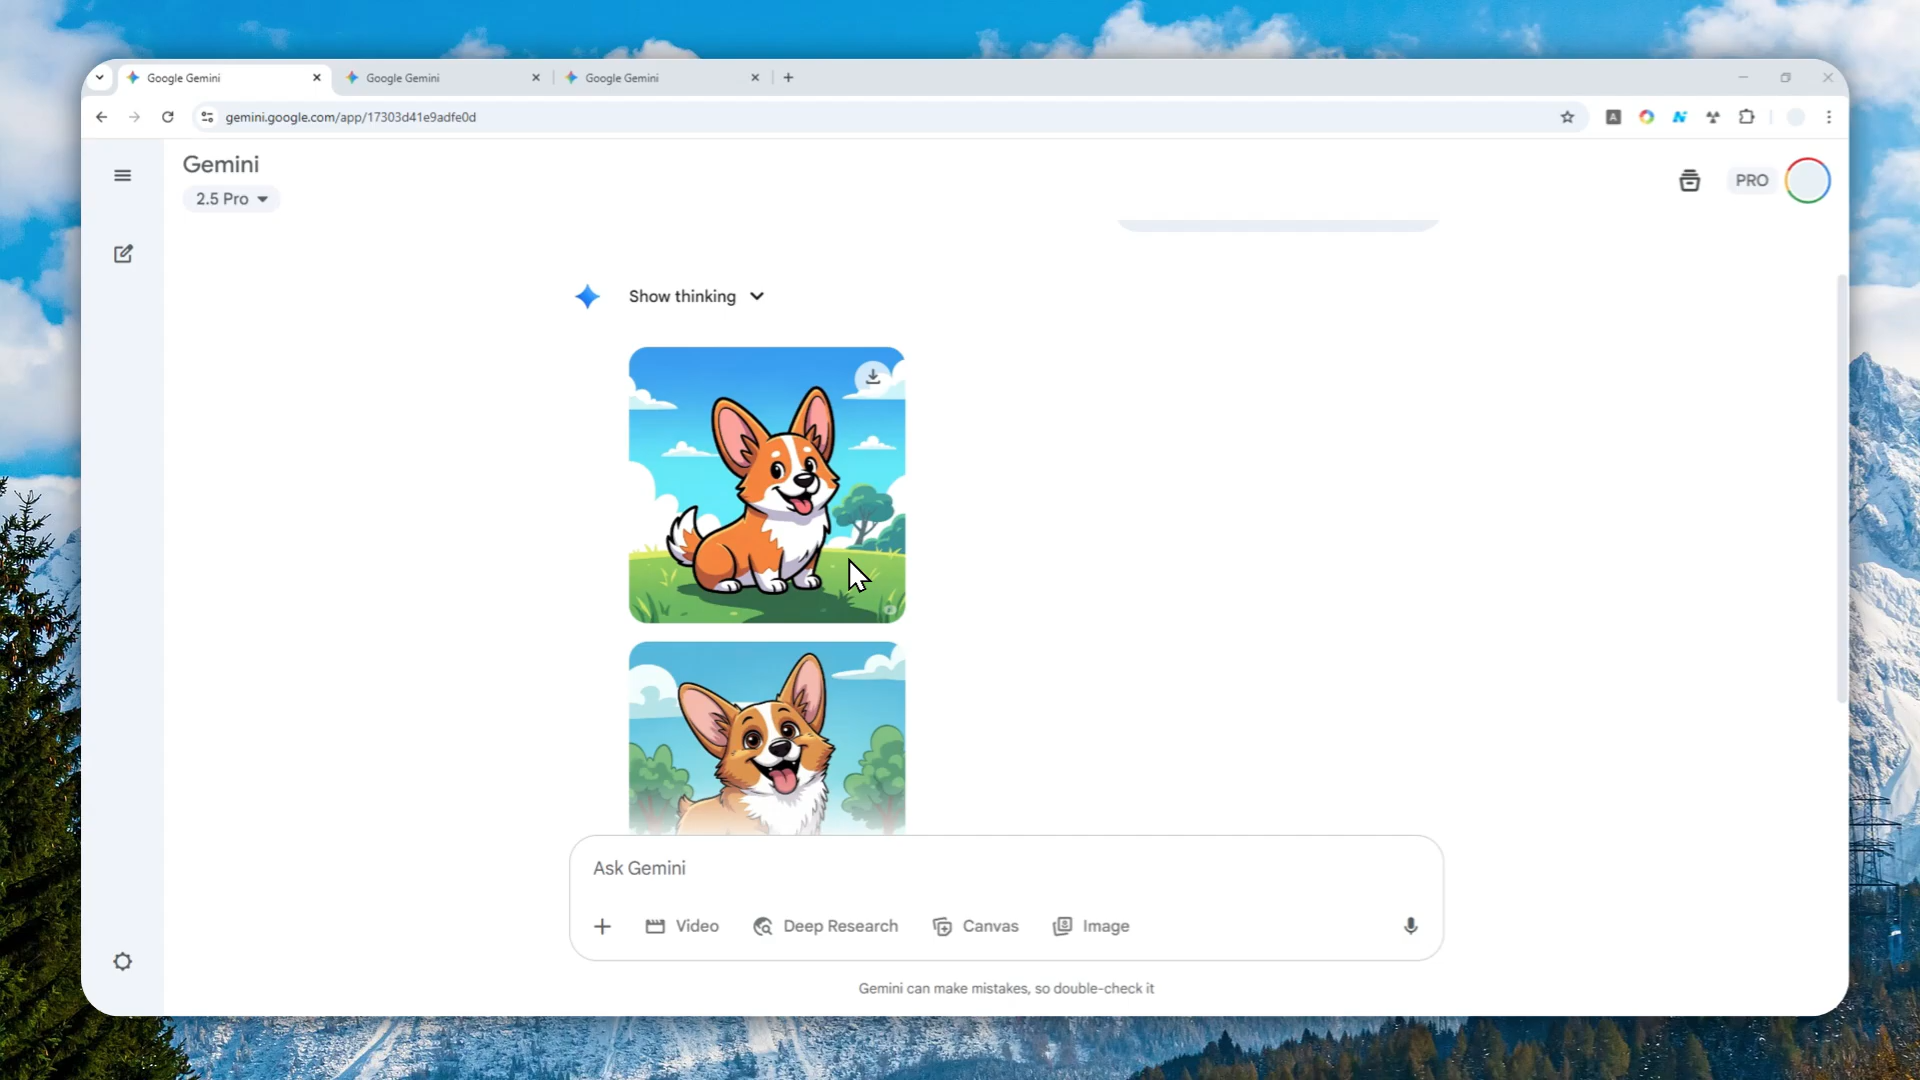 Google Gemini
Google Gemini
Google Gemini
gemini.google.com/app/17303d41e9adfe0d
A
N
Gemini
2.5 Pro
PRO
Show thinking
Ask Gemini
Video
Deep Research
Canvas
Image
Gemini can make mistakes, so double-check it